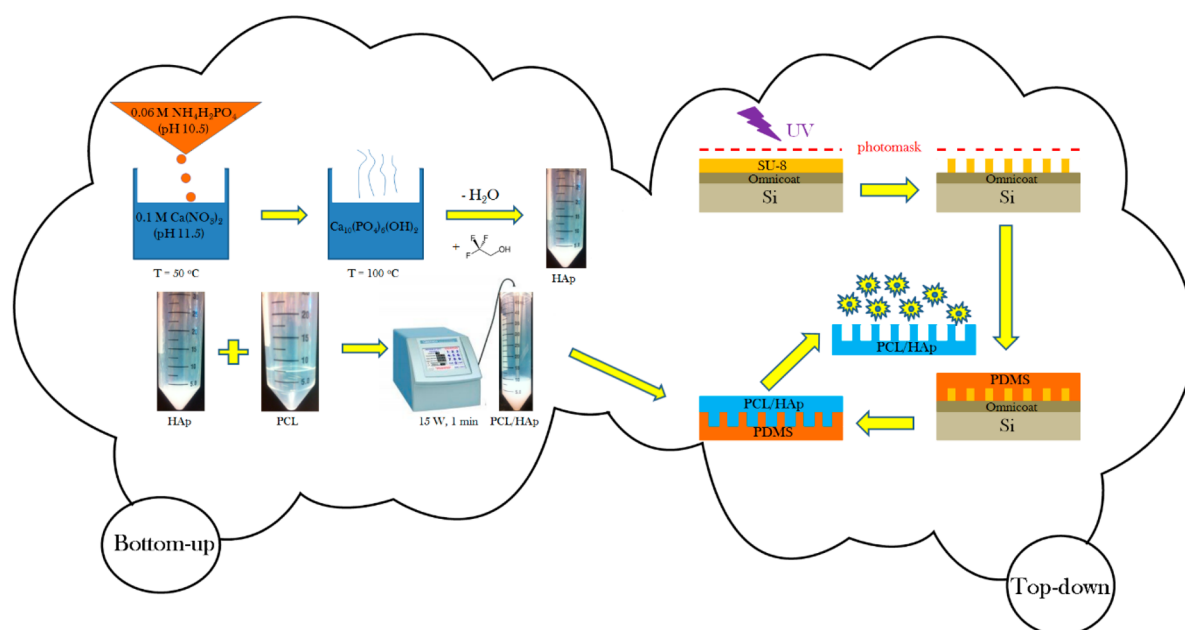 0.06 M NH₄H₂PO₄
(pH 10.5)
0.1 M Ca(NO₃)₂
(pH 11.5)
T = 50 °C
Ca₁₀(PO₄)₆(OH)₂
T = 100 °C
- H₂O
+
F
F
F
OH
HAp
HAp
PCL
15 W, 1 min
PCL/HAp
Bottom-up
UV
photomask
SU-8
Omnicoat
Si
Omnicoat
Si
PCL/HAp
PDMS
Omnicoat
Si
PCL/HAp
PDMS
Top-down